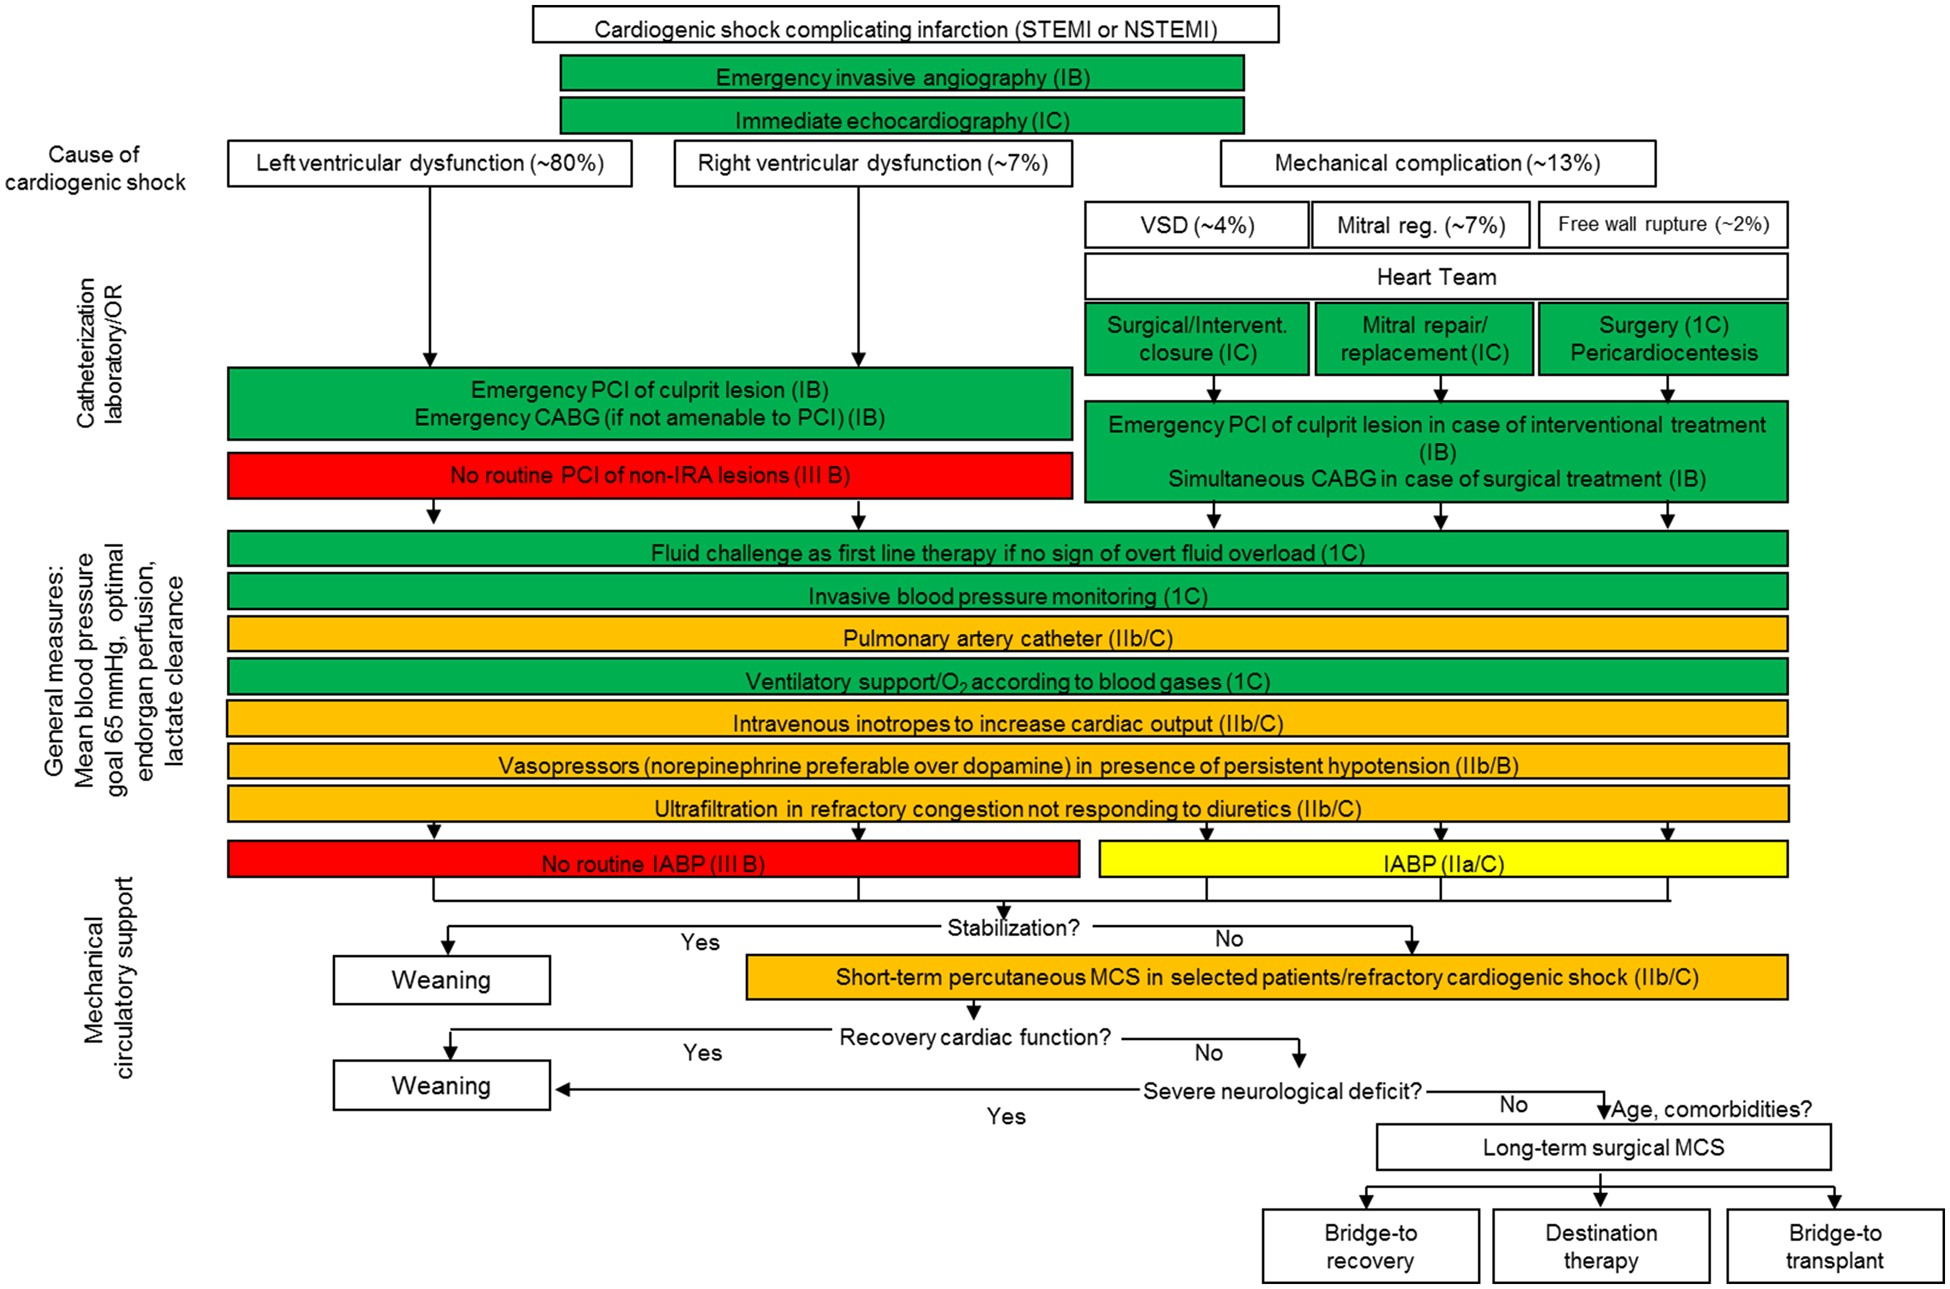 Cardiogenic shock complicating infarction (STEMI or NSTEMI)
Emergency invasive angiography (IB)
Immediate echocardiography (IC)
Cause of
cardiogenic shock
Left ventricular dysfunction (~80%)
Right ventricular dysfunction (~7%)
Mechanical complication (~13%)
VSD (~4%)
Mitral reg. (~7%)
Free wall rupture (~2%)
Heart Team
Catheterization
laboratory/OR
Surgical/Intervent.
closure (IC)
Mitral repair/
replacement (IC)
Surgery (1C)
Pericardiocentesis
Emergency PCI of culprit lesion (IB)
Emergency CABG (if not amenable to PCI) (IB)
No routine PCI of non-IRA lesions (III B)
Emergency PCI of culprit lesion in case of interventional treatment
(IB)
Simultaneous CABG in case of surgical treatment (IB)
General measures:
Mean blood pressure
goal 65 mmHg, optimal
endorgan perfusion,
lactate clearance
Fluid challenge as first line therapy if no sign of overt fluid overload (1C)
Invasive blood pressure monitoring (1C)
Pulmonary artery catheter (IIb/C)
Ventilatory support/O₂ according to blood gases (1C)
Intravenous inotropes to increase cardiac output (IIb/C)
Vasopressors (norepinephrine preferable over dopamine) in presence of persistent hypotension (IIb/B)
Ultrafiltration in refractory congestion not responding to diuretics (IIb/C)
No routine IABP (III B)
IABP (IIa/C)
Mechanical
circulatory support
Stabilization?
Yes
No
Weaning
Short-term percutaneous MCS in selected patients/refractory cardiogenic shock (IIb/C)
Recovery cardiac function?
Yes
No
Weaning
Severe neurological deficit?
Yes
No
Age, comorbidities?
Long-term surgical MCS
Bridge-to
recovery
Destination
therapy
Bridge-to
transplant